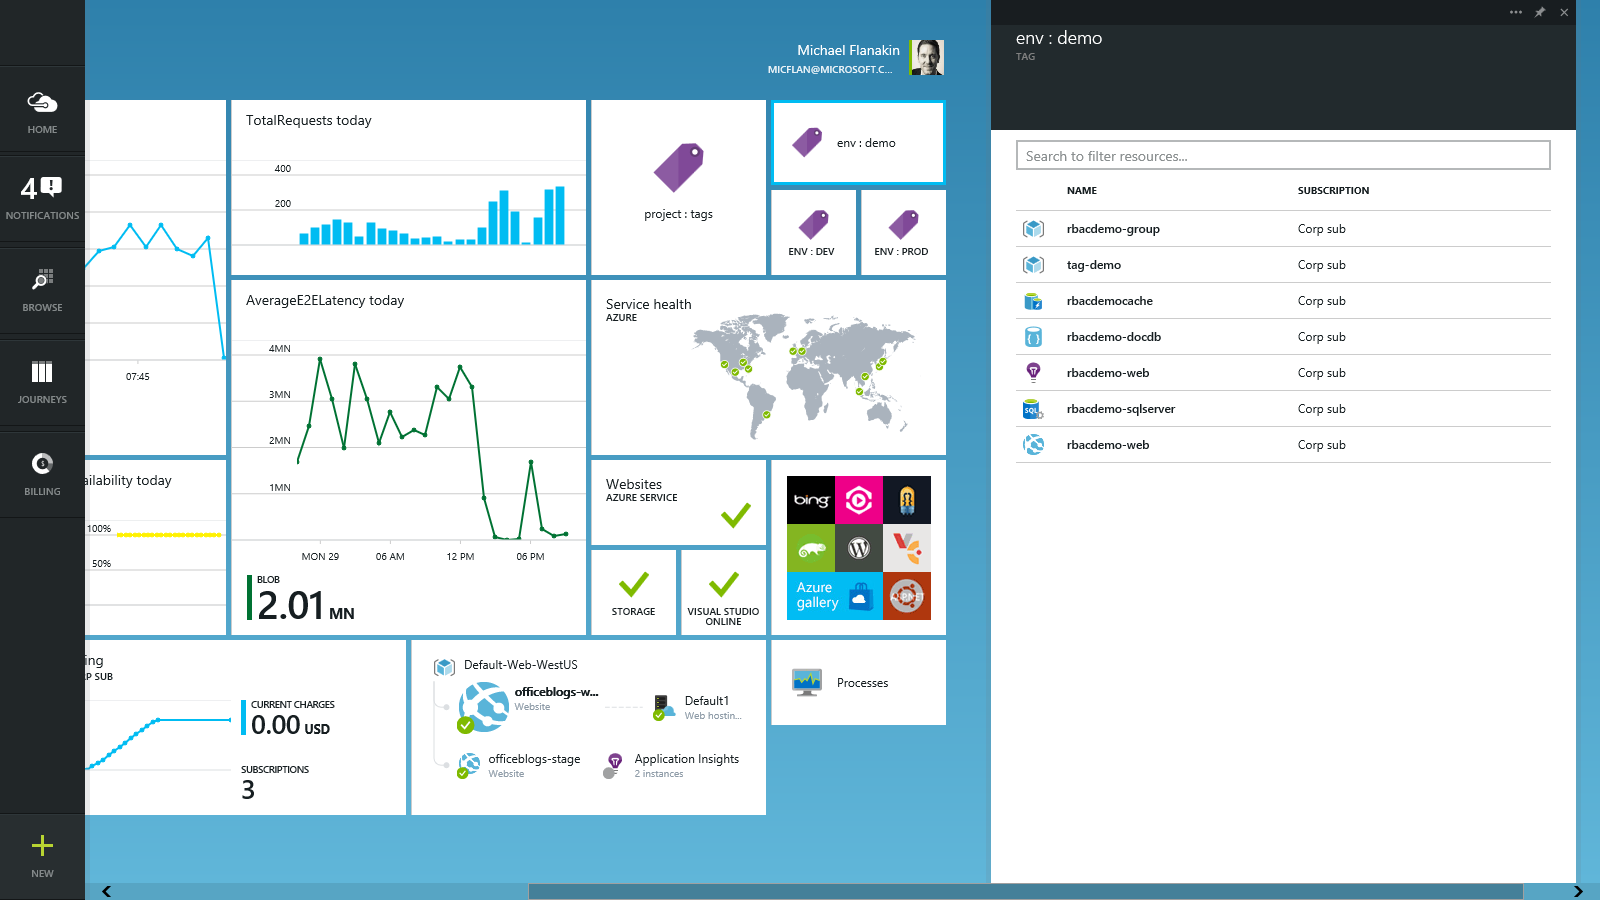 HOME
4
NOTIFICATIONS
BROWSE
JOURNEYS
BILLING
NEW
Michael Flanakin
MICFLAN@MICROSOFT.C...
07:45
TotalRequests today
400
200
project : tags
env : demo
ENV : DEV
ENV : PROD
AverageE2ELatency today
4MN
3MN
2MN
1MN
MON 29
06 AM
12 PM
06 PM
BLOB
2.01 MN
Service health
AZURE
ailability today
100%
50%
Websites
AZURE SERVICE
STORAGE
VISUAL STUDIO
ONLINE
bing
Azure
gallery
ASP.NET
ing
P SUB
CURRENT CHARGES
0.00 USD
SUBSCRIPTIONS
3
Default-Web-WestUS
officeblogs-w...
Website
Default1
Web hostin...
officeblogs-stage
Website
Application Insights
2 instances
Processes
env : demo
TAG
Search to filter resources...
NAME SUBSCRIPTION
rbacdemo-group Corp sub
tag-demo Corp sub
rbacdemocache Corp sub
rbacdemo-docdb Corp sub
rbacdemo-web Corp sub
SQL rbacdemo-sqlserver Corp sub
rbacdemo-web Corp sub